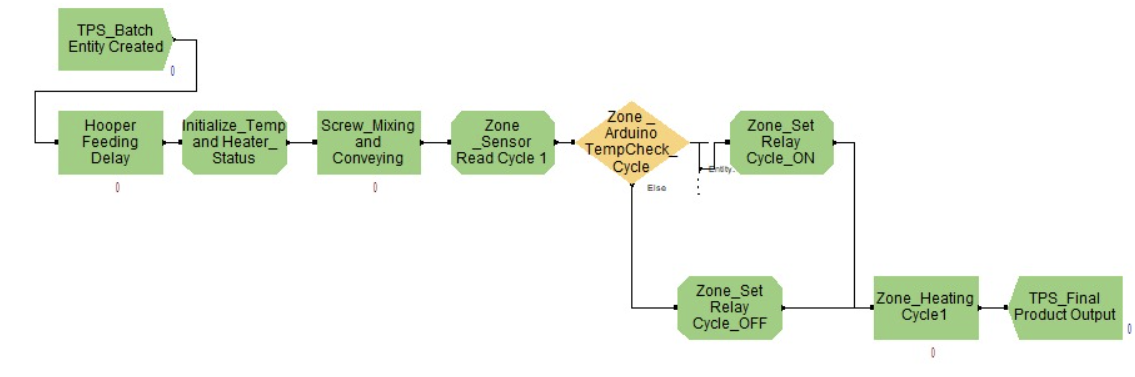 TPS_Batch
Entity Created
0
Hooper
Feeding
Delay
0
Initialize_Temp
and Heater_
Status
Screw_Mixing
and
Conveying
0
Zone
_Sensor
Read Cycle 1
Zone _
Arduino
TempCheck_
Cycle
Entity.
Else
Zone_Set
Relay
Cycle_ON
Zone_Set
Relay
Cycle_OFF
Zone_Heating
Cycle1
0
TPS_Final
Product Output
0